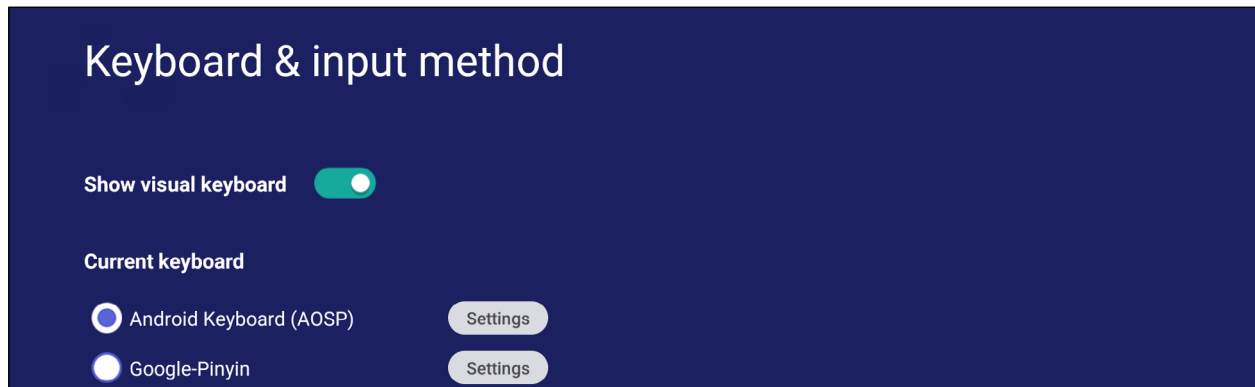 Keyboard & input method
Show visual keyboard
Current keyboard
Android Keyboard (AOSP) Settings
Google-Pinyin Settings